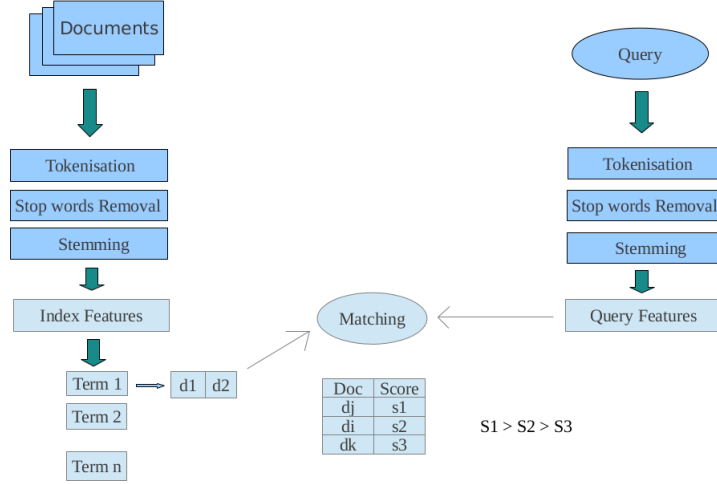 Documents
Query
Tokenisation
Stop words Removal
Stemming
Index Features
Term 1
d1 d2
Term 2
Term n
Matching
Doc Score
dj s1
di s2
dk s3
S1 > S2 > S3
Tokenisation
Stop words Removal
Stemming
Query Features